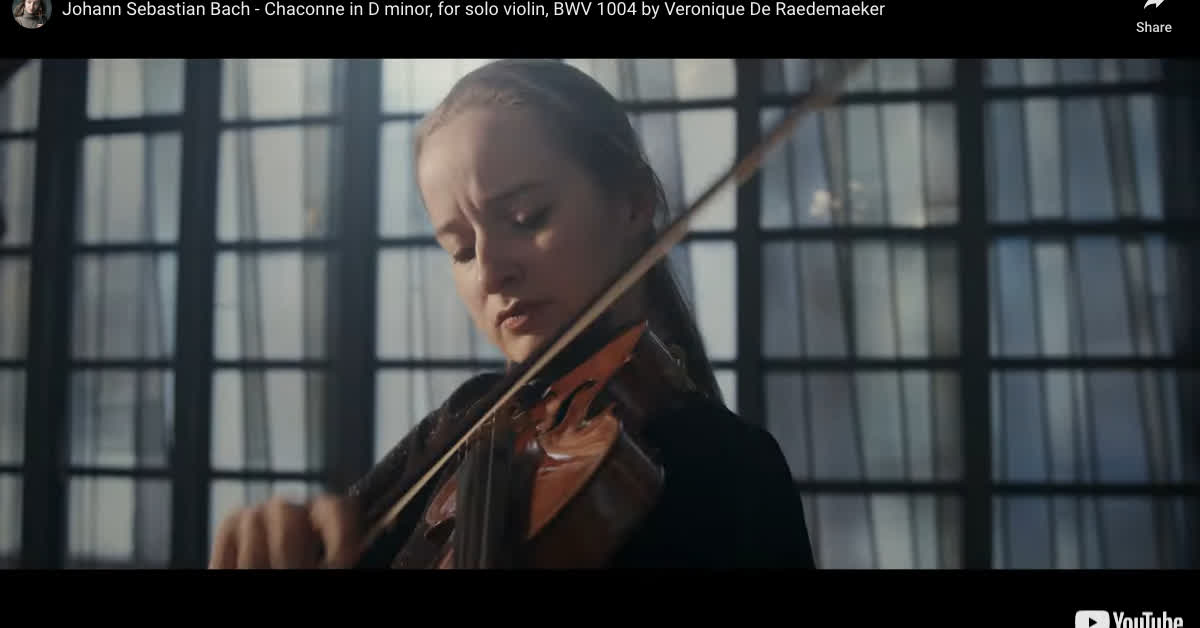 Johann Sebastian Bach - Chaconne in D minor, for solo violin, BWV 1004 by Veronique De Raedemaeker
Share
YouTube